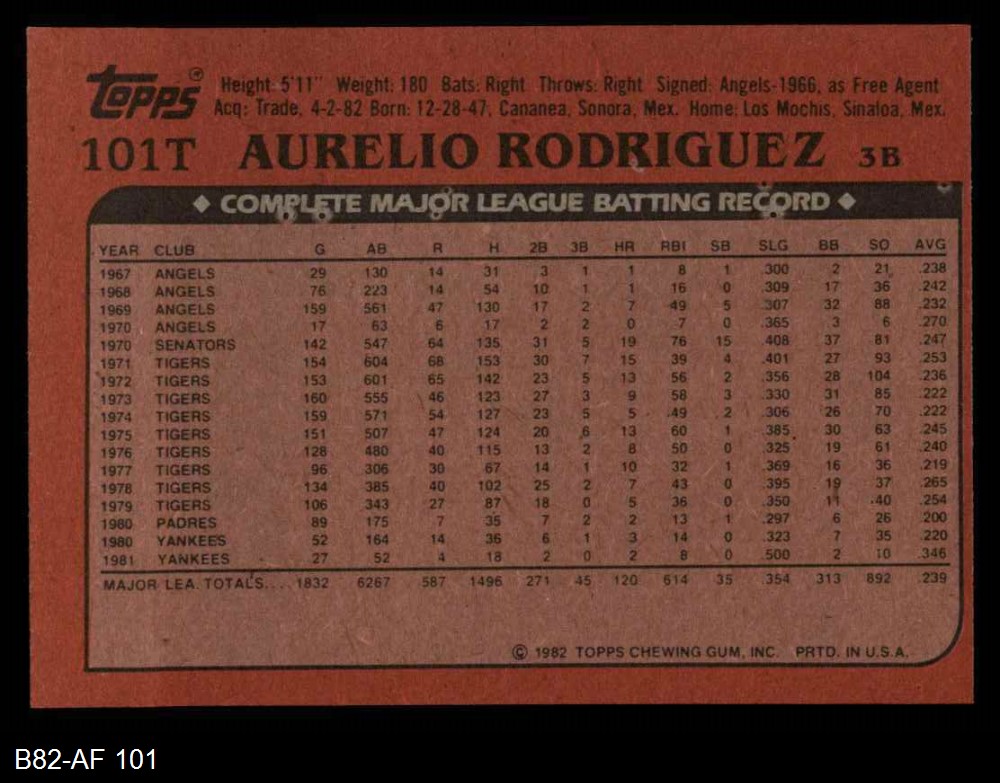 TOPPS® Height: 5'11" Weight: 180 Bats: Right Throws: Right Signed: Angels-1966, as Free Agent
Acq: Trade, 4-2-82 Born: 12-28-47, Cananea, Sonora, Mex. Home: Los Mochis, Sinaloa, Mex.
101T AURELIO RODRIGUEZ 3B
◆ COMPLETE MAJOR LEAGUE BATTING RECORD ◆
YEAR CLUB G AB R H 2B 3B HR RBI SB SLG BB SO AVG
1967 ANGELS 29 130 14 31 3 1 1 8 1 .300 2 21 .238
1968 ANGELS 76 223 14 54 10 1 1 16 0 .309 17 36 .242
1969 ANGELS 159 561 47 130 17 2 7 49 5 .307 32 88 .232
1970 ANGELS 17 63 6 17 2 2 0 7 0 .365 3 6 .270
1970 SENATORS 142 547 64 135 31 5 19 76 15 .408 37 81 .247
1971 TIGERS 154 604 68 153 30 7 15 39 4 .401 27 93 .253
1972 TIGERS 153 601 65 142 23 5 13 56 2 .356 28 104 .236
1973 TIGERS 160 555 46 123 27 3 9 58 3 .330 31 85 .222
1974 TIGERS 159 571 54 127 23 5 5 49 2 .306 26 70 .222
1975 TIGERS 151 507 47 124 20 6 13 60 1 .385 30 63 .245
1976 TIGERS 128 480 40 115 13 2 8 50 0 .325 19 61 .240
1977 TIGERS 96 306 30 67 14 1 10 32 1 .369 16 36 .219
1978 TIGERS 134 385 40 102 25 2 7 43 0 .395 19 37 .265
1979 TIGERS 106 343 27 87 18 0 5 36 0 .350 11 40 .254
1980 PADRES 89 175 7 35 7 2 2 13 1 .297 6 26 .200
1980 YANKEES 52 164 14 36 6 1 3 14 0 .323 7 35 .220
1981 YANKEES 27 52 4 18 2 0 2 8 0 .500 2 10 .346
MAJOR LEA. TOTALS... 1832 6267 587 1496 271 45 120 614 35 .354 313 892 .239
© 1982 TOPPS CHEWING GUM, INC. PRTD. IN U.S.A.
B82-AF 101